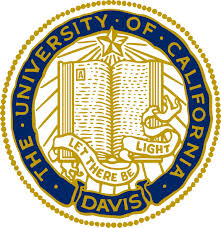 · THE · UNIVERSITY · OF · CALIFORNIA ·
DAVIS
A
LET THERE BE
LIGHT